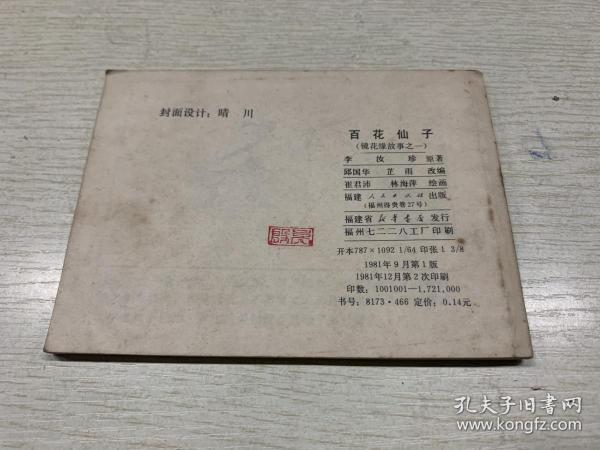 封面设计：晴川
百花仙子
（镜花缘故事之一）
李汝珍 原著
邱国华 芷雨 改编
崔君沛 林海萍 绘画
福建人民出版社 出版
（福州得贵巷27号）
福建省新华书店 发行
福州七二二八工厂印刷
开本787×1092 1/64 印张1 3/8
1981年9月第1版
1981年12月第2次印刷
印数：1001001—1,721,000
书号：8173·466 定价：0.14元
孔夫子旧书网
www.kongfz.com